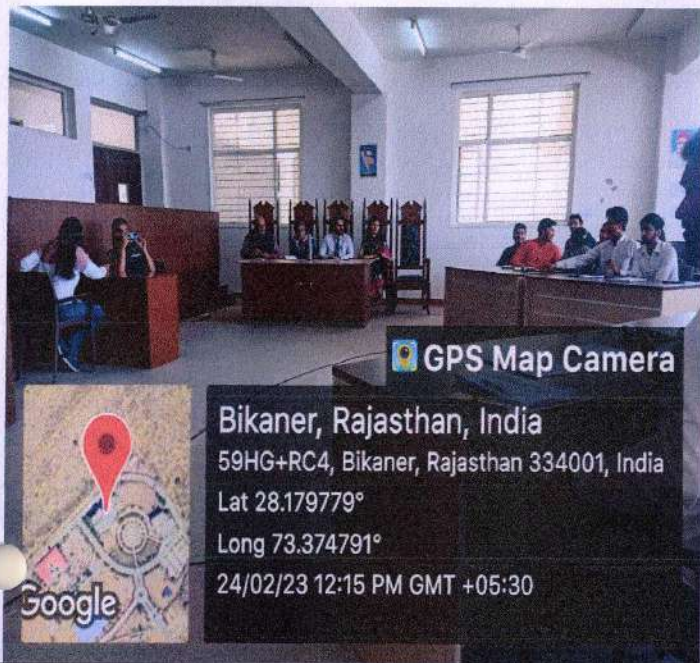 GPS Map Camera
Bikaner, Rajasthan, India
59HG+RC4, Bikaner, Rajasthan 334001, India
Lat 28.179779°
Long 73.374791°
24/02/23 12:15 PM GMT +05:30
Google